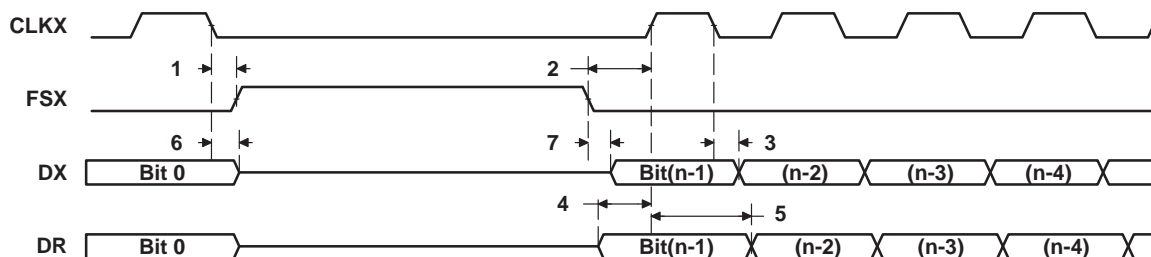 CLKX
1
2
FSX
6
7
3
DX
Bit 0
Bit(n-1)
(n-2)
(n-3)
(n-4)
4
5
DR
Bit 0
Bit(n-1)
(n-2)
(n-3)
(n-4)